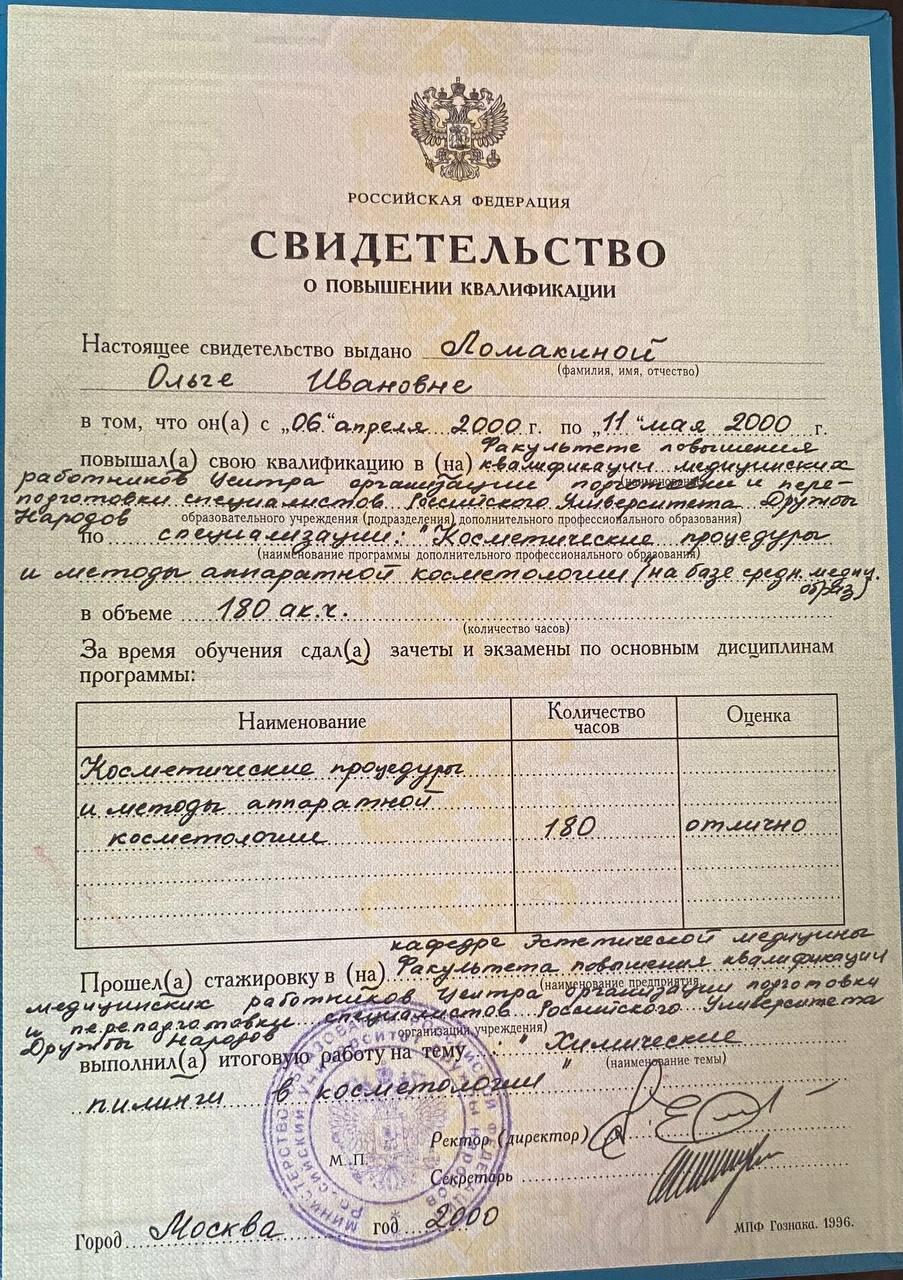 РОССИЙСКАЯ ФЕДЕРАЦИЯ
СВИДЕТЕЛЬСТВО
О ПОВЫШЕНИИ КВАЛИФИКАЦИИ
Настоящее свидетельство выдано Ломакиной
(фамилия, имя, отчество)
Ольге Ивановне
в том, что он(а) с „06“ апреля 2000 г. по „11“ мая 2000 г.
Факультете повышения
повышал(а) свою квалификацию в (на) квалификации медицинских
(наименование
работников Центра организации подготовки и пере-
подготовки специалистов Российского Университета Дружбы
Народов образовательного учреждения (подразделения) дополнительного профессионального образования)
по специализации: "Косметические процедуры
(наименование программы дополнительного профессионального образования)
и методы аппаратной косметологии (на базе средн. медиц.
образ)
в объеме 180 ак.ч.
(количество часов)
За время обучения сдал(а) зачеты и экзамены по основным дисциплинам
программы:
Наименование Количество часов Оценка
Косметические процедуры
и методы аппаратной
косметологии 180 отлично
кафедре Эстетической медицины
Прошел(а) стажировку в (на) Факультета повышения квалификации
(наименование предприятия,
медицинских работников Центра организации подготовки
и переподготовки специалистов Российского Университета
Дружбы Народов организации, учреждения)
выполнил(а) итоговую работу на тему: "Химические
(наименование темы)
пилинги в косметологии"
Ректор (директор)
М.П.
Секретарь
Город Москва год 2000
МПФ Гознака. 1996.